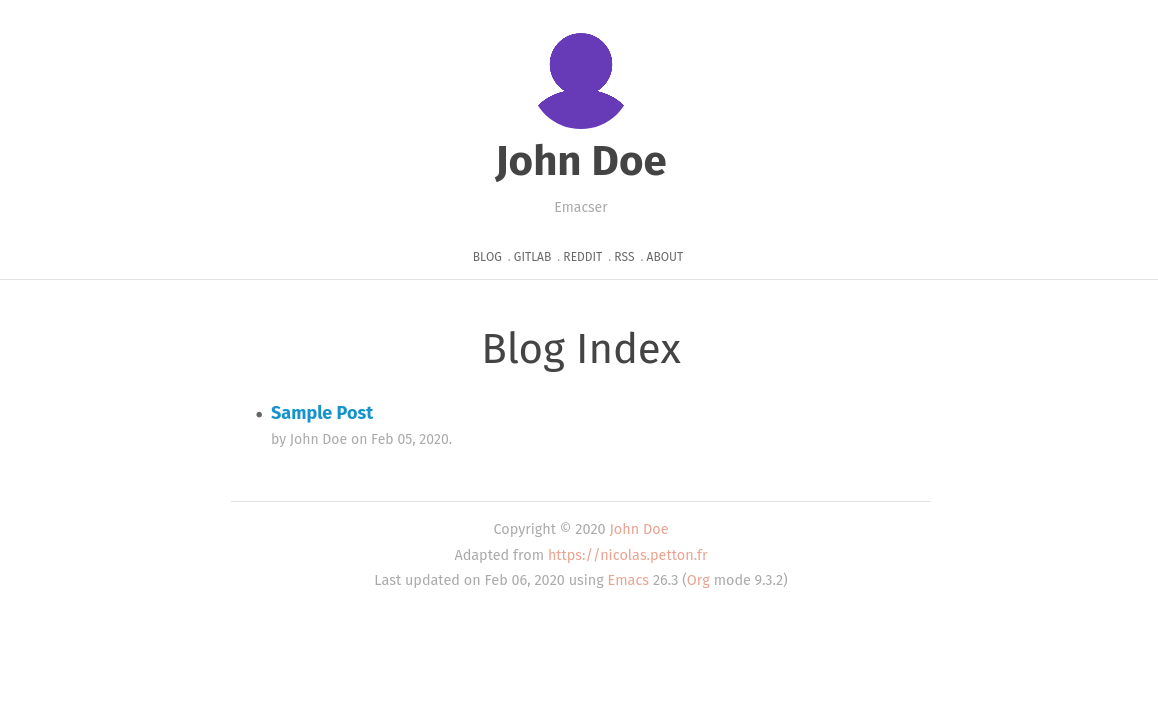 John Doe
Emacser
BLOG . GITLAB . REDDIT . RSS . ABOUT
Blog Index
• Sample Post
by John Doe on Feb 05, 2020.
Copyright © 2020 John Doe
Adapted from https://nicolas.petton.fr
Last updated on Feb 06, 2020 using Emacs 26.3 (Org mode 9.3.2)